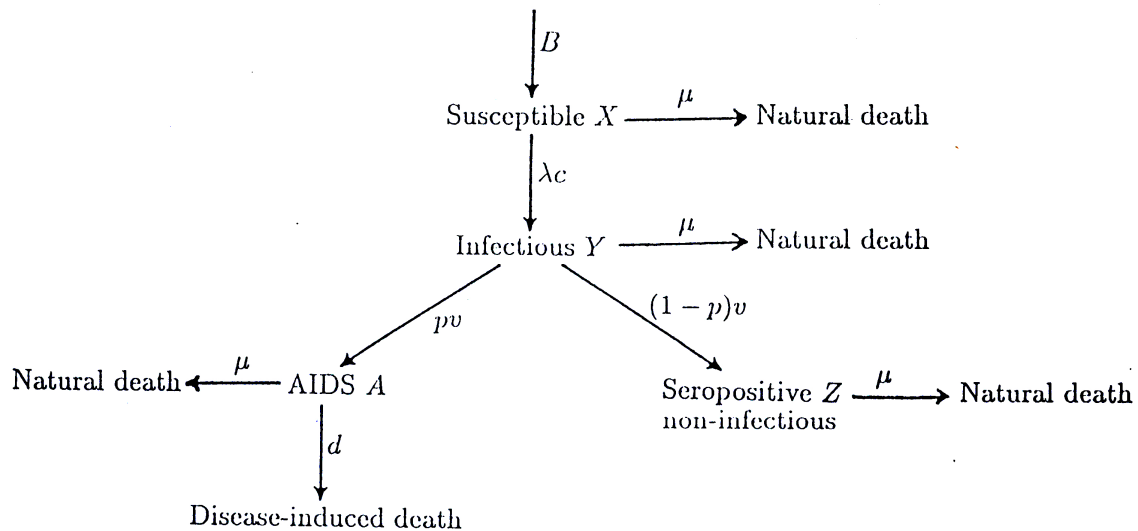 B
μ
Susceptible X
Natural death
λc
μ
Infectious Y
Natural death
pv
(1 − p)v
μ
Natural death
AIDS A
Seropositive Z
non-infectious
μ
Natural death
d
Disease-induced death